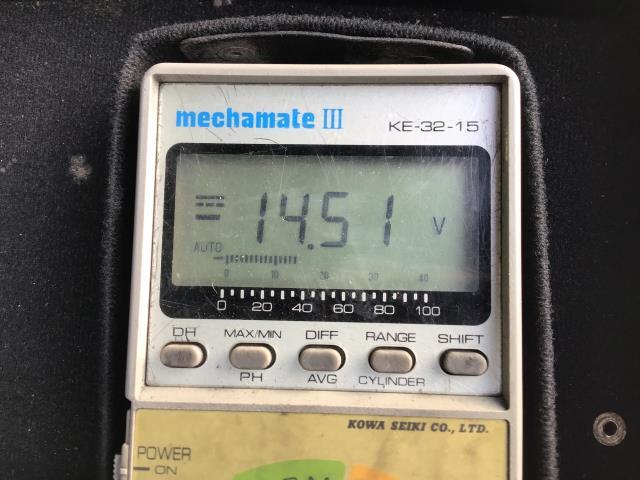 mechamate III
KE-32-15
14.51 V
AUTO
0 10 20 30 40
0 20 40 60 80 100
DH MAX/MIN DIFF RANGE SHIFT
PH AVG CYLINDER
KOWA SEIKI CO., LTD.
POWER
ON